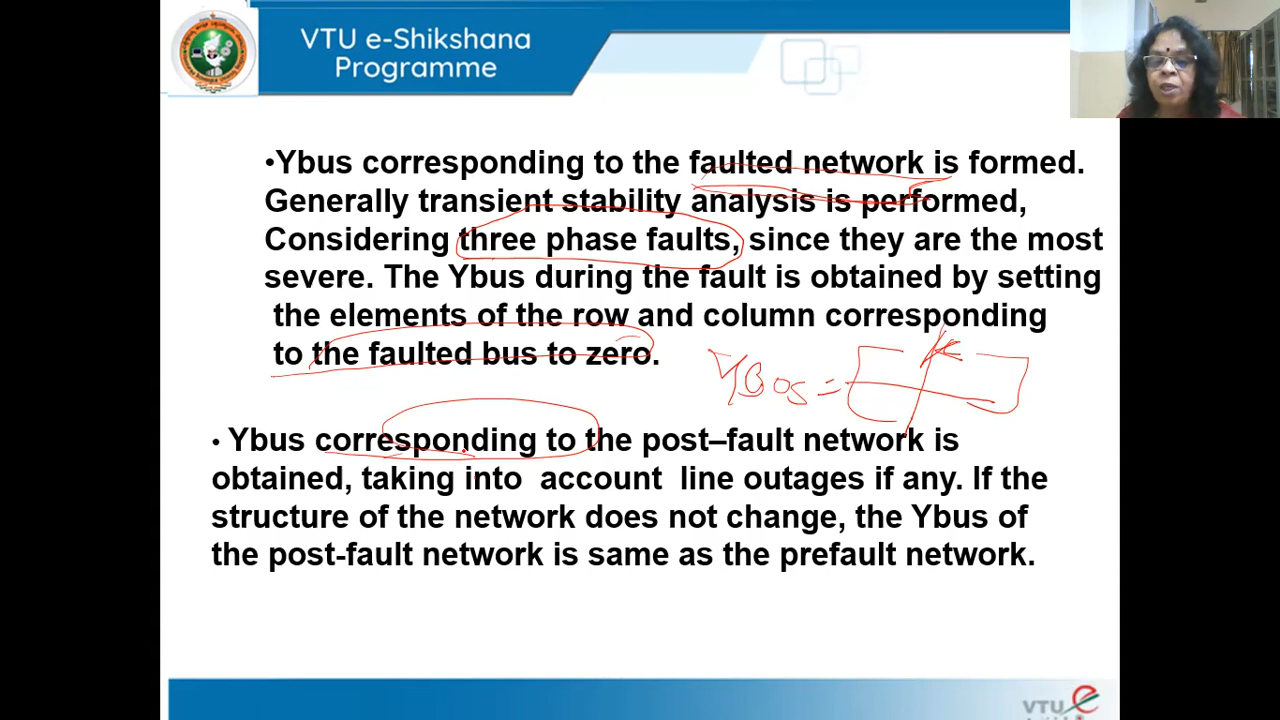 VTU e-Shikshana
Programme
•Ybus corresponding to the faulted network is formed.
Generally transient stability analysis is performed,
Considering three phase faults, since they are the most
severe. The Ybus during the fault is obtained by setting
the elements of the row and column corresponding
to the faulted bus to zero.
YBus =
• Ybus corresponding to the post–fault network is
obtained, taking into account line outages if any. If the
structure of the network does not change, the Ybus of
the post-fault network is same as the prefault network.
VTU e